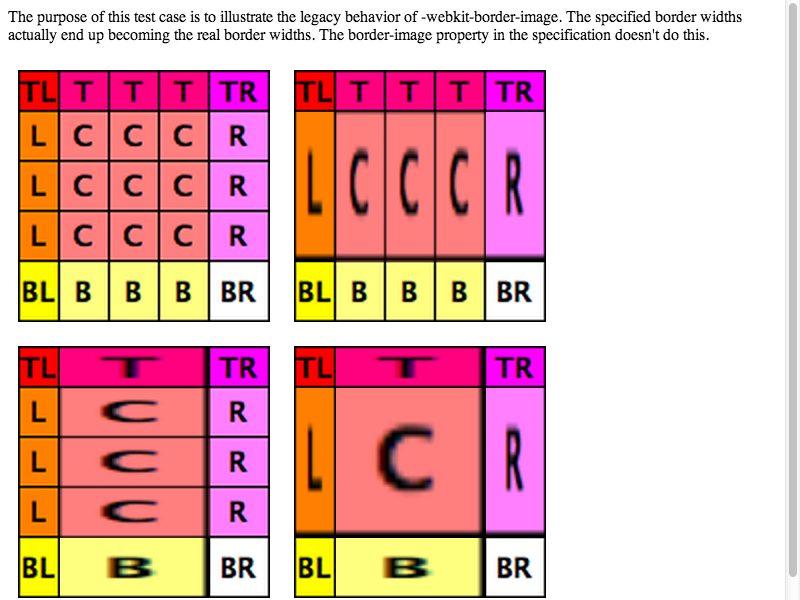 The purpose of this test case is to illustrate the legacy behavior of -webkit-border-image. The specified border widths
actually end up becoming the real border widths. The border-image property in the specification doesn't do this.
TL T T T TR
L C C C R
L C C C R
L C C C R
BL B B B BR
TL T T T TR
L C C C R
BL B B B BR
TL T TR
L C R
L C R
L C R
BL B BR
TL T TR
L C R
BL B BR